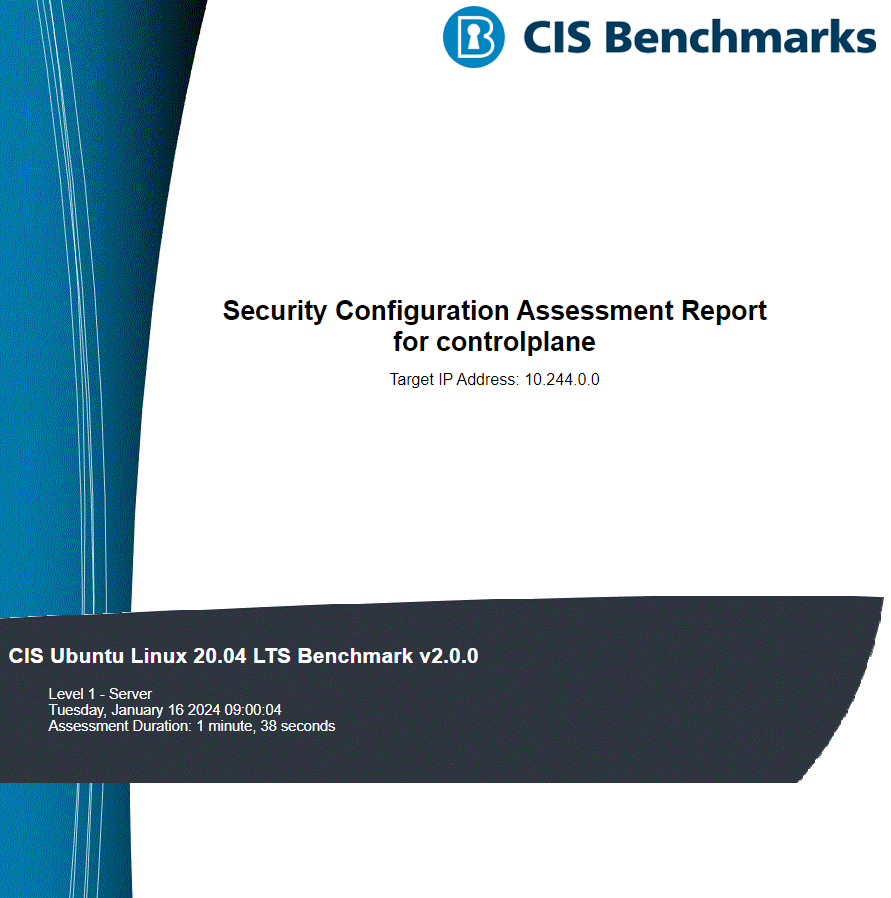 CIS Benchmarks
Security Configuration Assessment Report
for controlplane
Target IP Address: 10.244.0.0
CIS Ubuntu Linux 20.04 LTS Benchmark v2.0.0
Level 1 - Server
Tuesday, January 16 2024 09:00:04
Assessment Duration: 1 minute, 38 seconds